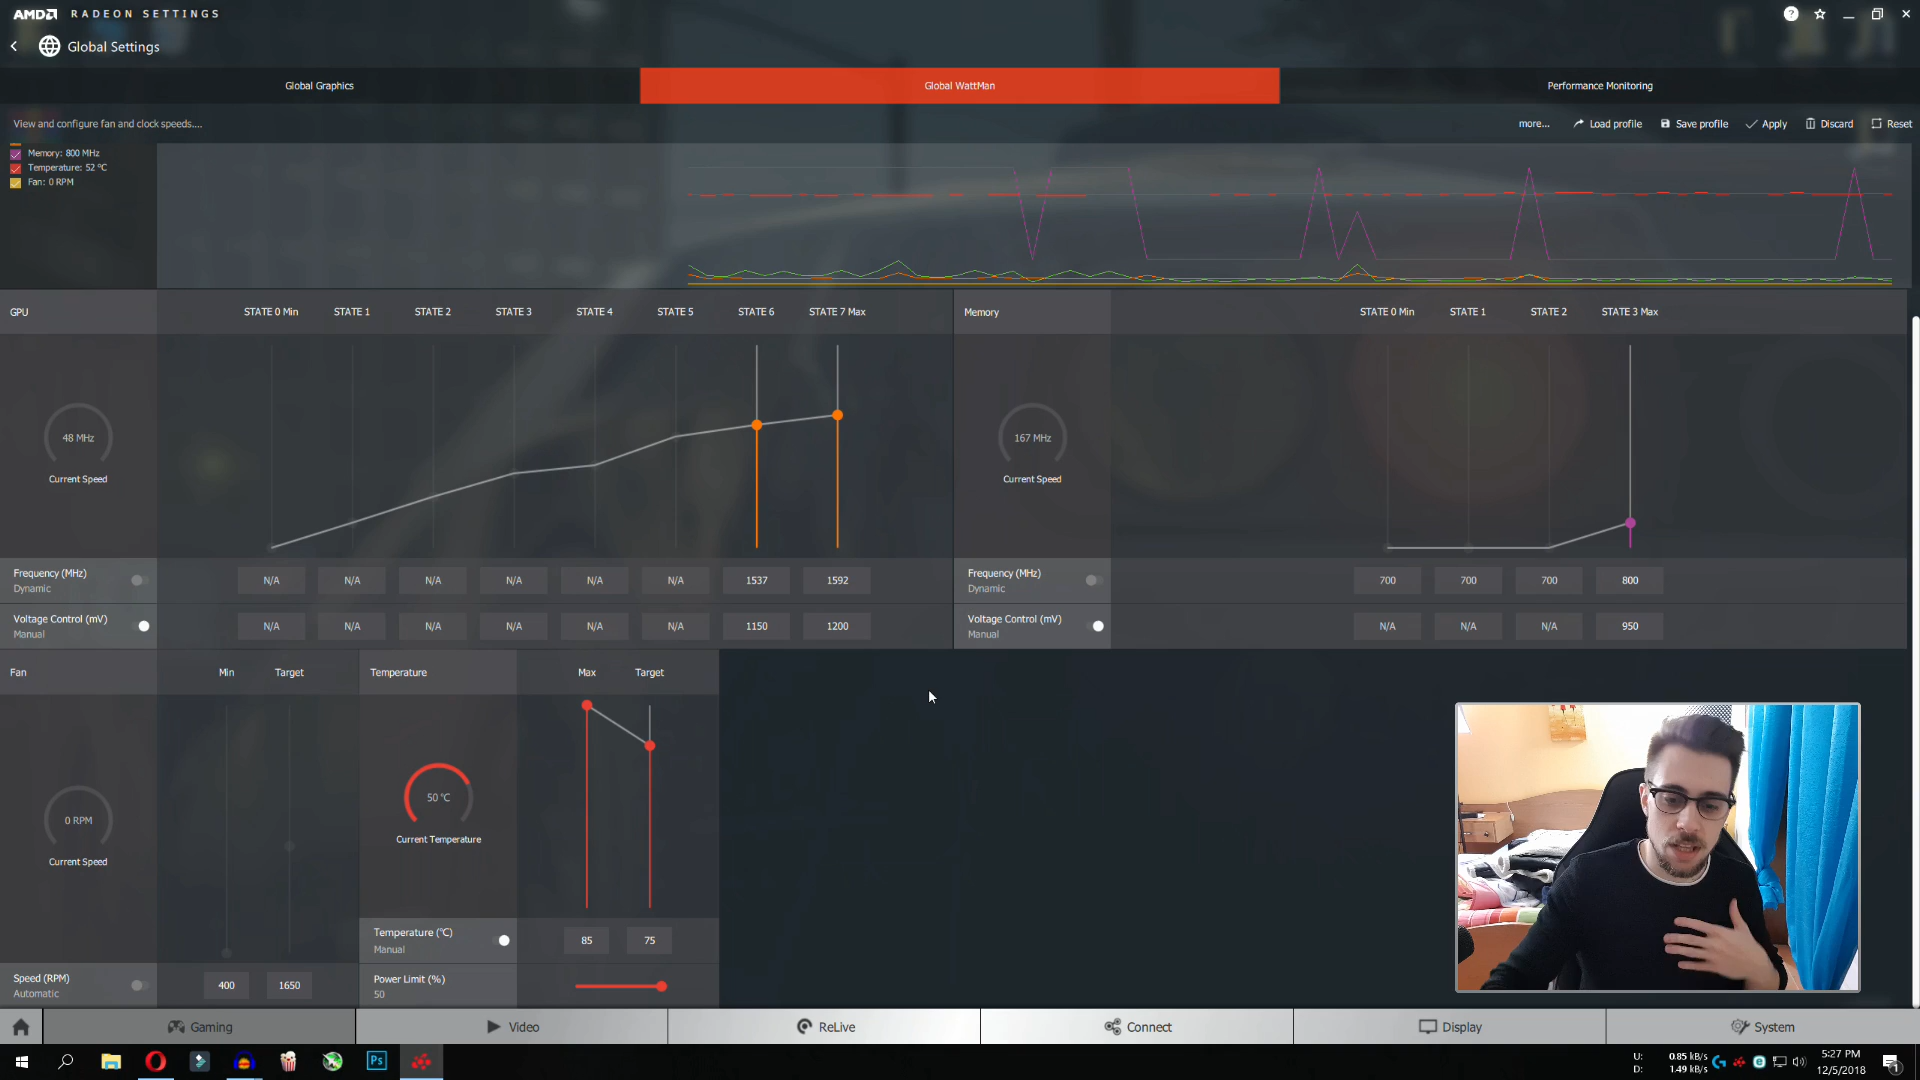 AMD RADEON SETTINGS
Global Settings
Global Graphics
Global WattMan
Performance Monitoring
View and configure fan and clock speeds....
more...
Load profile
Save profile
Apply
Discard
Reset
Memory: 800 MHz
Temperature: 52 °C
Fan: 0 RPM
GPU
STATE 0 Min
STATE 1
STATE 2
STATE 3
STATE 4
STATE 5
STATE 6
STATE 7 Max
48 MHz
Current Speed
Frequency (MHz)
Dynamic
N/A
N/A
N/A
N/A
N/A
N/A
1537
1592
Voltage Control (mV)
Manual
N/A
N/A
N/A
N/A
N/A
N/A
1150
1200
Memory
STATE 0 Min
STATE 1
STATE 2
STATE 3 Max
167 MHz
Current Speed
Frequency (MHz)
Dynamic
700
700
700
800
Voltage Control (mV)
Manual
N/A
N/A
N/A
950
Fan
Min
Target
0 RPM
Current Speed
Speed (RPM)
Automatic
400
1650
Temperature
Max
Target
50 °C
Current Temperature
Temperature (°C)
Manual
85
75
Power Limit (%)
50
Gaming
Video
ReLive
Connect
Display
System
Ps
U: 0.85 kB/s
D: 1.49 kB/s
5:27 PM
12/5/2018
1